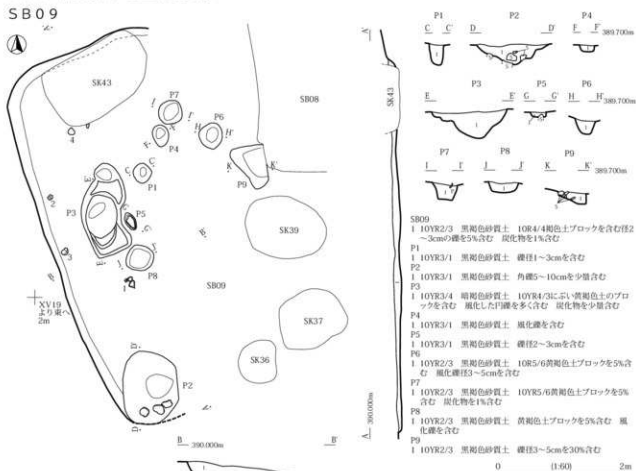 SB09
SK43
P7
P6
P4
P1
P3
P5
P8
P9
SB08
SK39
SB09
SK37
SK36
P2
XV19
より東へ
2m
A'
SK43
390.000m
A
B 390.000m B'
P1 P2 P4
C C' D D' F F' 389.700m
P3 P5 P6
E E' G G' H H' 389.700m
P7 P8 P9
I I' J J' K K' 389.700m
SB09
1 10YR2/3 黒褐色砂質土 10R4/4褐色土ブロックを含む径2
～3cmの礫を5%含む 炭化物を1%含む
P1
1 10YR3/1 黒褐色砂質土 礫径1～3cmを含む
P2
1 10YR3/1 黒褐色砂質土 角礫5～10cmを少量含む
P3
1 10YR3/4 暗褐色砂質土 10YR4/3にぶい黄褐色土のブロ
ックを含む 風化した円礫を多く含む 炭化物を少量含む
P4
1 10YR3/1 黒褐色砂質土 風化礫を含む
P5
1 10YR3/1 黒褐色砂質土 礫径2～3cmを含む
P6
1 10YR2/3 黒褐色砂質土 10R5/6黄褐色土ブロックを5%含
む 風化礫径3～5cmを含む
P7
1 10YR2/3 黒褐色砂質土 10YR5/6黄褐色土ブロックを5%
含む 炭化物を1%含む
P8
1 10YR2/3 黒褐色砂質土 黄褐色土ブロックを5%含む 風
化礫を含む
P9
1 10YR2/3 黒褐色砂質土 礫径3～5cmを30%含む
0 (1:60) 2m